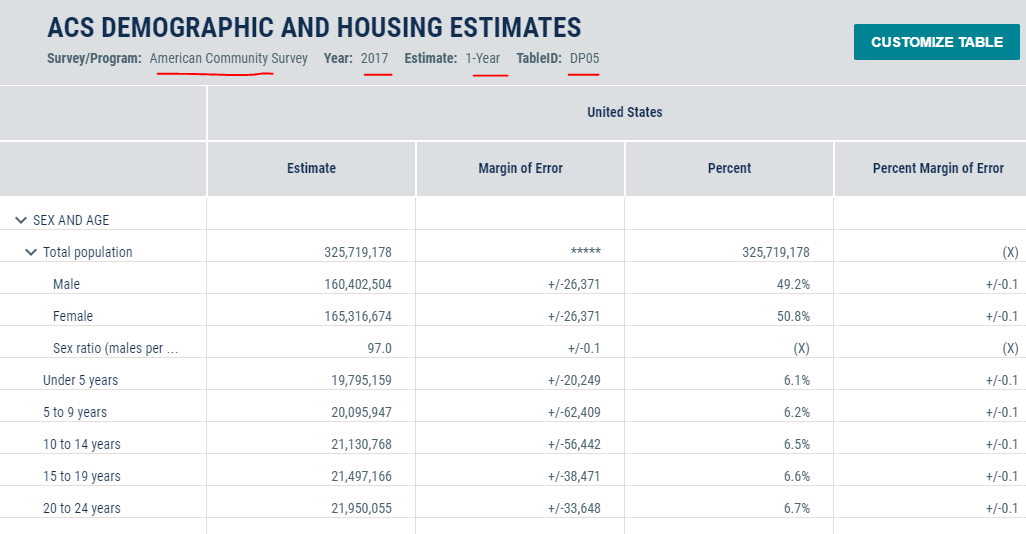 ACS DEMOGRAPHIC AND HOUSING ESTIMATES
Survey/Program: American Community Survey Year: 2017 Estimate: 1-Year TableID: DP05
CUSTOMIZE TABLE
United States
Estimate Margin of Error Percent Percent Margin of Error
SEX AND AGE
Total population 325,719,178 ***** 325,719,178 (X)
Male 160,402,504 +/-26,371 49.2% +/-0.1
Female 165,316,674 +/-26,371 50.8% +/-0.1
Sex ratio (males per ... 97.0 +/-0.1 (X) (X)
Under 5 years 19,795,159 +/-20,249 6.1% +/-0.1
5 to 9 years 20,095,947 +/-62,409 6.2% +/-0.1
10 to 14 years 21,130,768 +/-56,442 6.5% +/-0.1
15 to 19 years 21,497,166 +/-38,471 6.6% +/-0.1
20 to 24 years 21,950,055 +/-33,648 6.7% +/-0.1